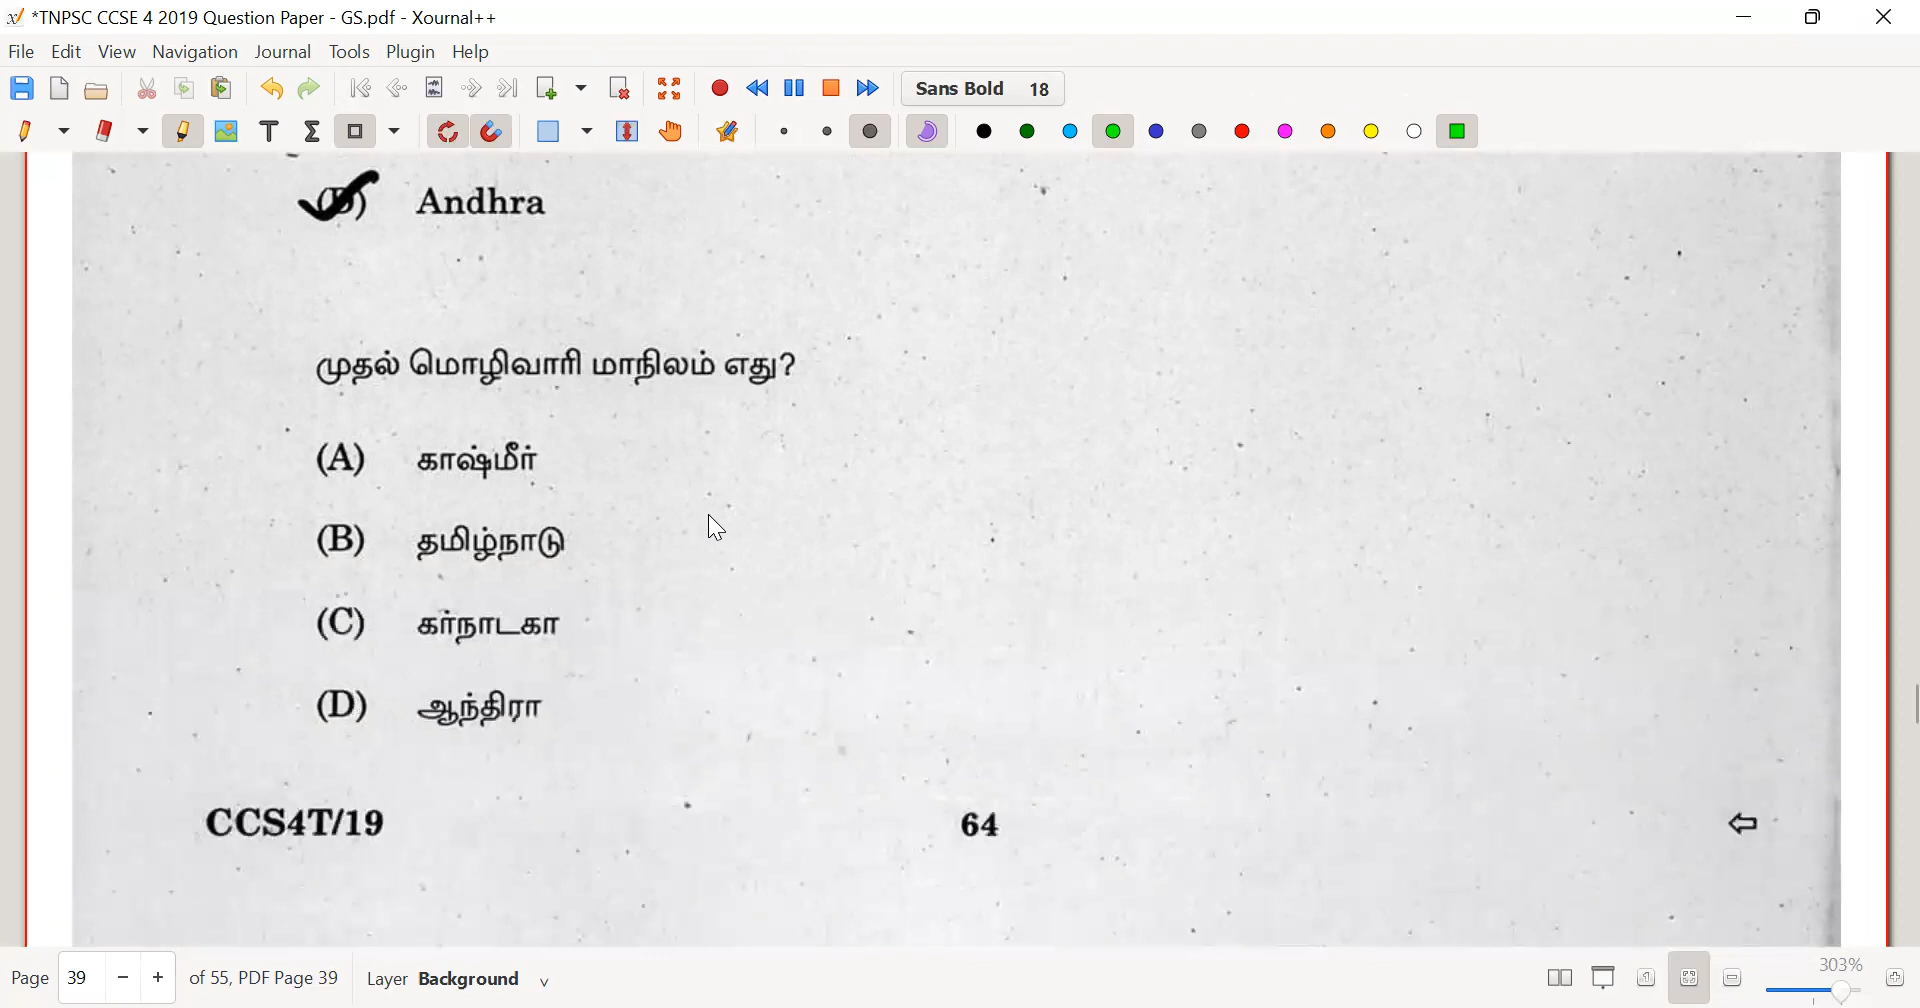 *TNPSC CCSE 4 2019 Question Paper - GS.pdf - Xournal++
File Edit View Navigation Journal Tools Plugin Help
Sans Bold 18
(D) Andhra
முதல் மொழிவாரி மாநிலம் எது?
(A) காஷ்மீர்
(B) தமிழ்நாடு
(C) கர்நாடகா
(D) ஆந்திரா
CCS4T/19 64
303%
Page 39 − + of 55, PDF Page 39 Layer Background